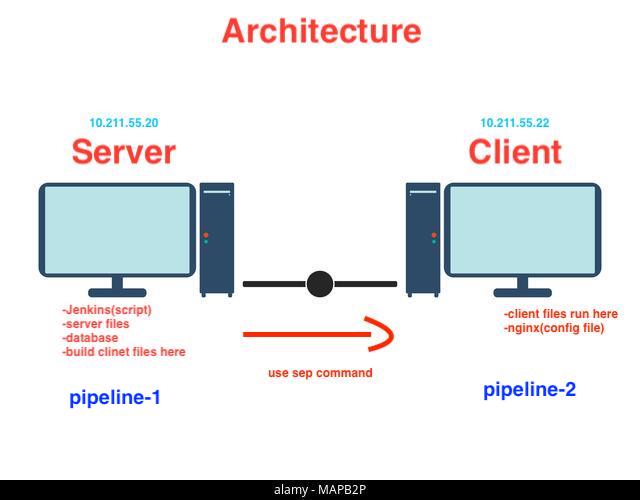 Architecture
10.211.55.20
Server
10.211.55.22
Client
-Jenkins(script)
-server files
-database
-build clinet files here
-client files run here
-nginx(config file)
use sep command
pipeline-1
pipeline-2
alamy - MAPB2P